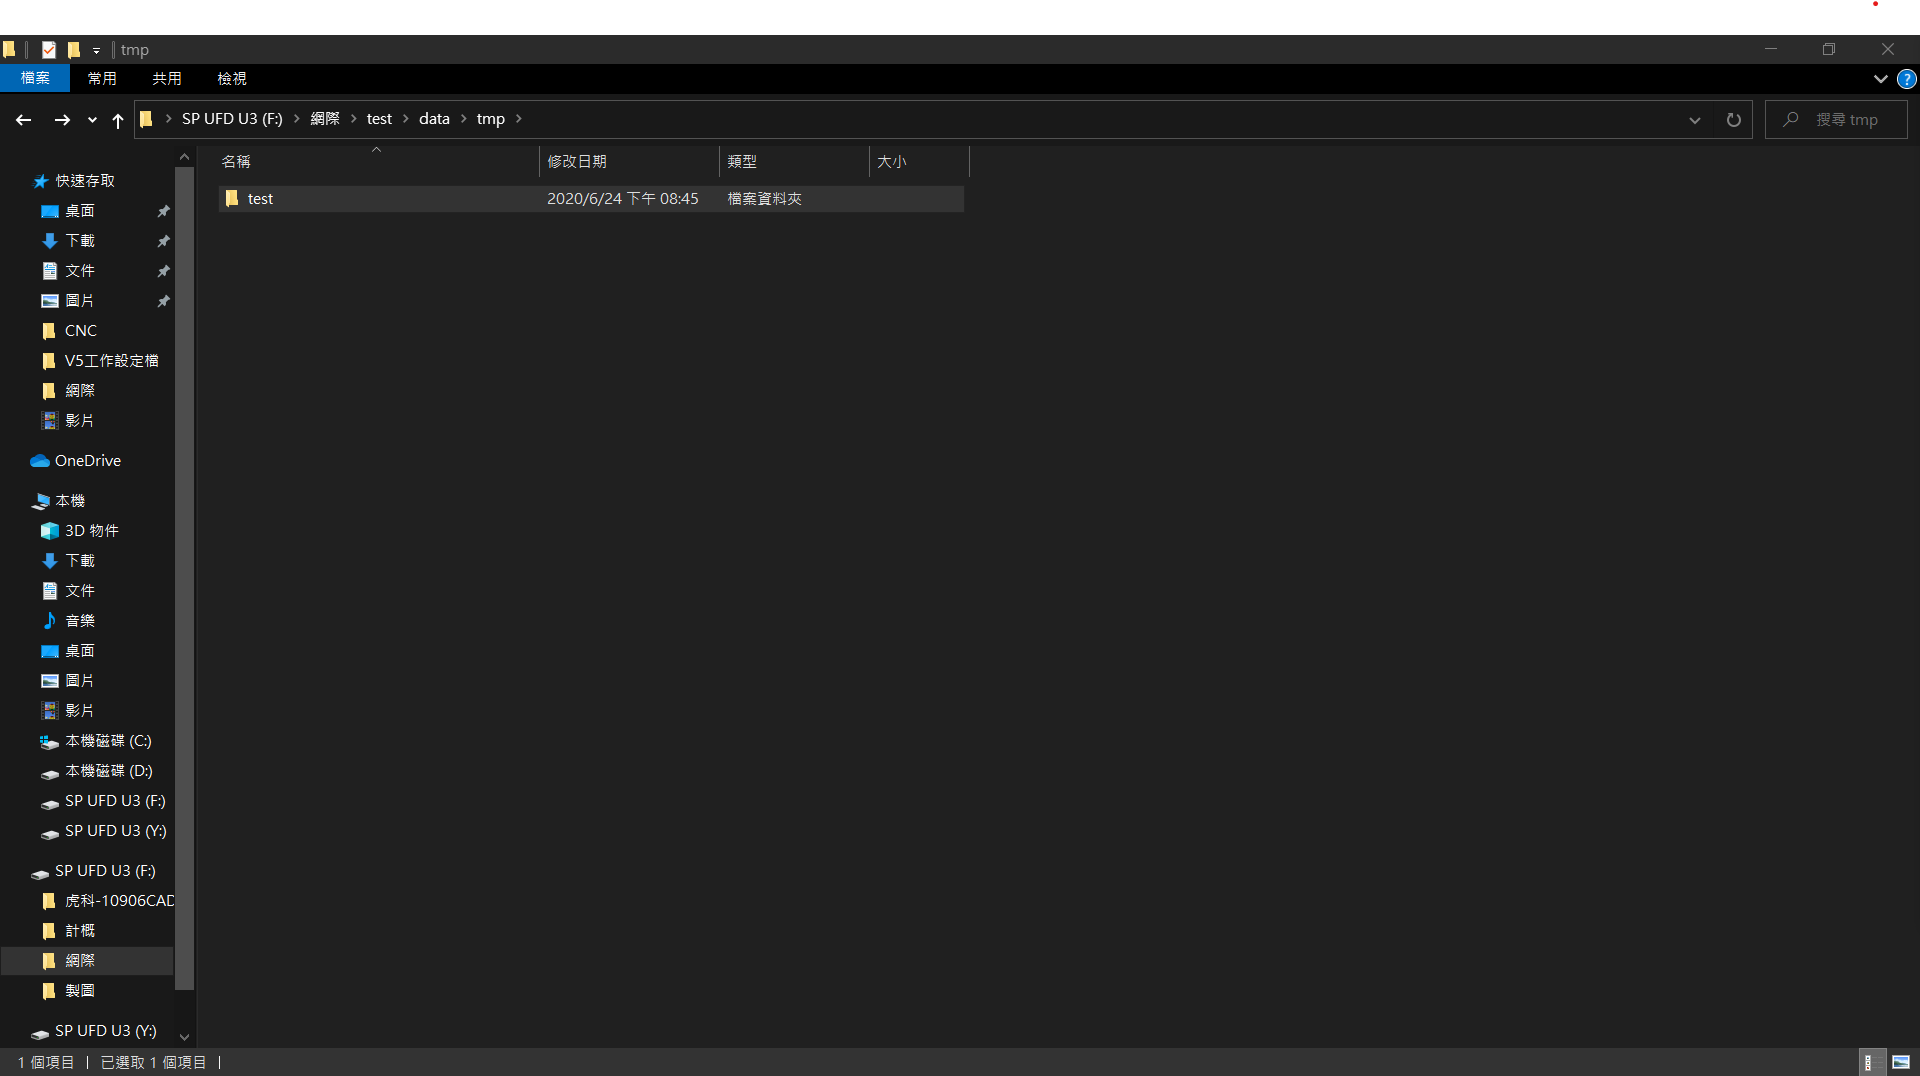 tmp
檔案 常用 共用 檢視
SP UFD U3 (F:) 網際 test data tmp
搜尋 tmp
名稱 修改日期 類型 大小
test 2020/6/24 下午 08:45 檔案資料夾
快速存取
桌面
下載
文件
圖片
CNC
V5工作設定檔
網際
影片
OneDrive
本機
3D 物件
下載
文件
音樂
桌面
圖片
影片
本機磁碟 (C:)
本機磁碟 (D:)
SP UFD U3 (F:)
SP UFD U3 (Y:)
SP UFD U3 (F:)
虎科-10906CAD
計概
網際
製圖
SP UFD U3 (Y:)
1 個項目 已選取 1 個項目